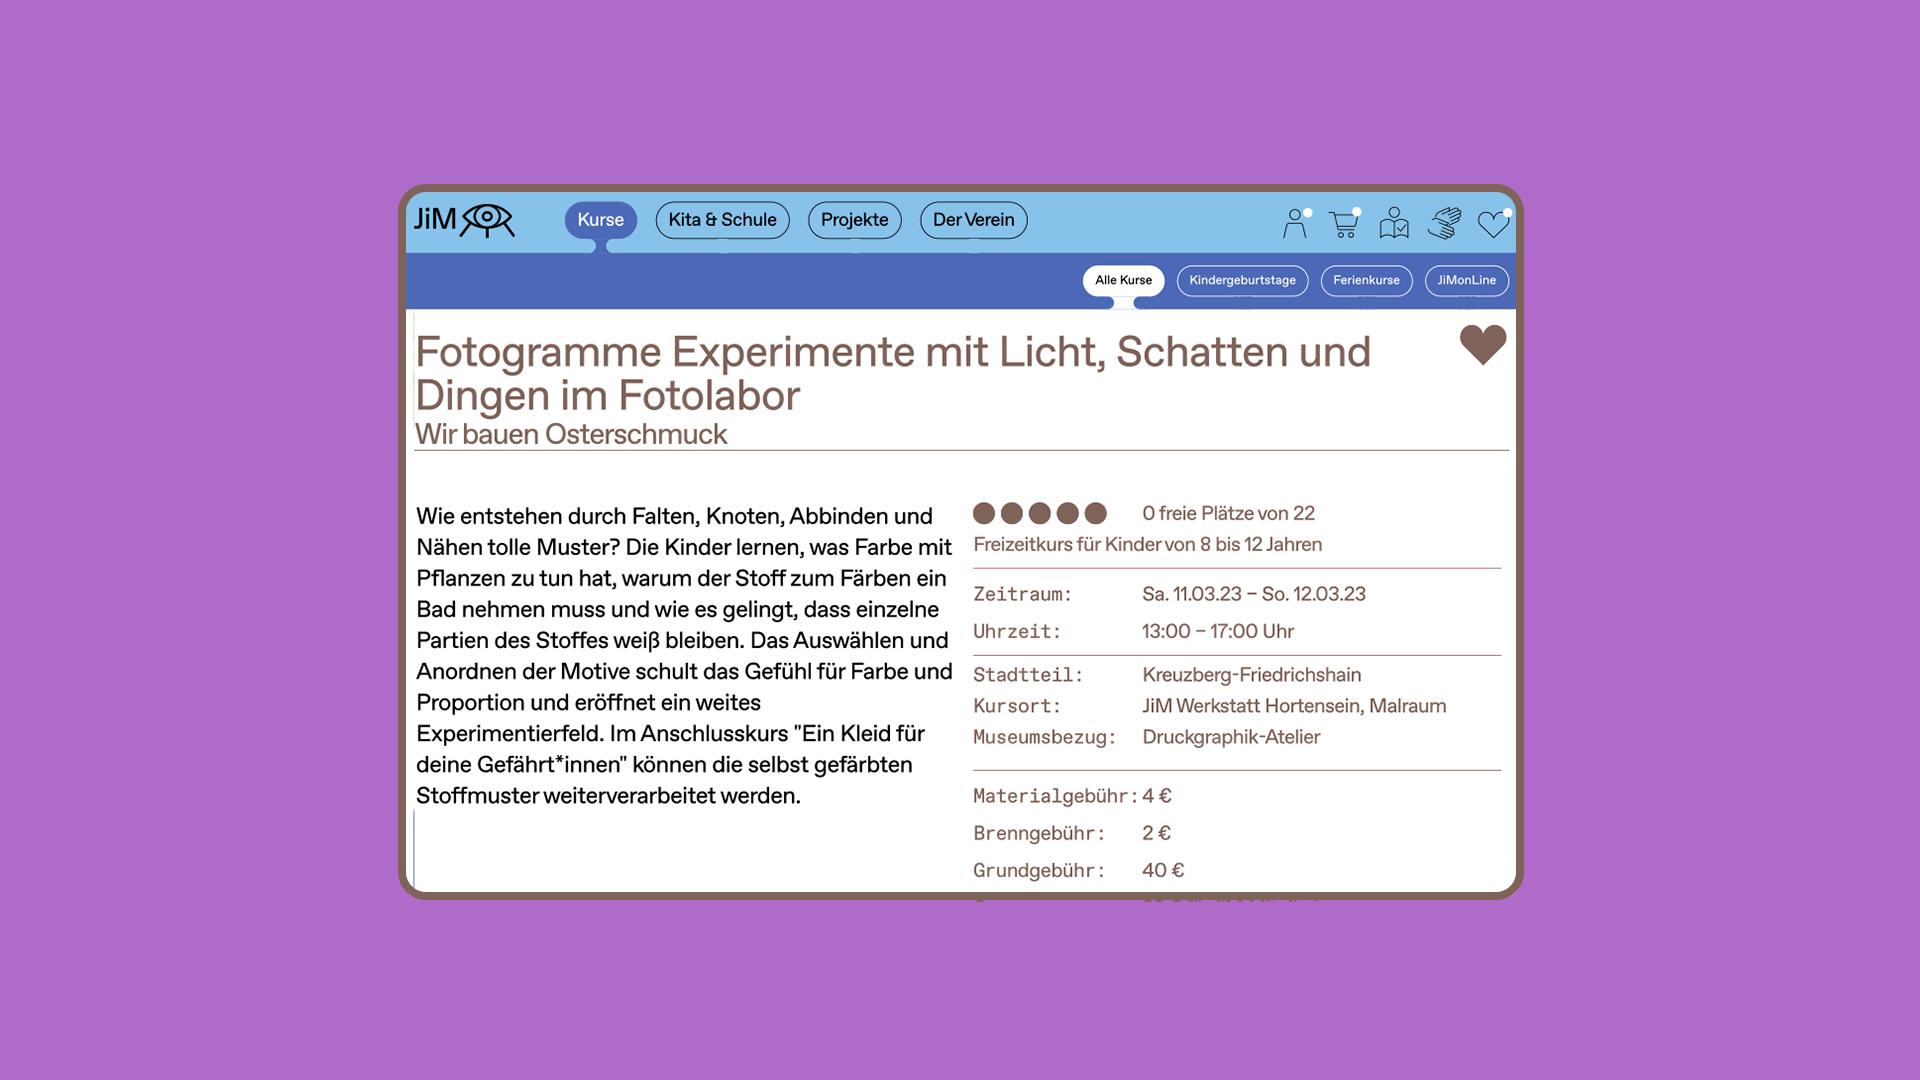 JiM
Kurse
Kita & Schule
Projekte
Der Verein
Alle Kurse
Kindergeburtstage
Ferienkurse
JiMonLine
Fotogramme Experimente mit Licht, Schatten und
Dingen im Fotolabor
Wir bauen Osterschmuck
Wie entstehen durch Falten, Knoten, Abbinden und
Nähen tolle Muster? Die Kinder lernen, was Farbe mit
Pflanzen zu tun hat, warum der Stoff zum Färben ein
Bad nehmen muss und wie es gelingt, dass einzelne
Partien des Stoffes weiß bleiben. Das Auswählen und
Anordnen der Motive schult das Gefühl für Farbe und
Proportion und eröffnet ein weites
Experimentierfeld. Im Anschlusskurs "Ein Kleid für
deine Gefährt*innen" können die selbst gefärbten
Stoffmuster weiterverarbeitet werden.
0 freie Plätze von 22
Freizeitkurs für Kinder von 8 bis 12 Jahren
Zeitraum: Sa. 11.03.23 – So. 12.03.23
Uhrzeit: 13:00 – 17:00 Uhr
Stadtteil: Kreuzberg-Friedrichshain
Kursort: JiM Werkstatt Hortensein, Malraum
Museumsbezug: Druckgraphik-Atelier
Materialgebühr: 4 €
Brenngebühr: 2 €
Grundgebühr: 40 €